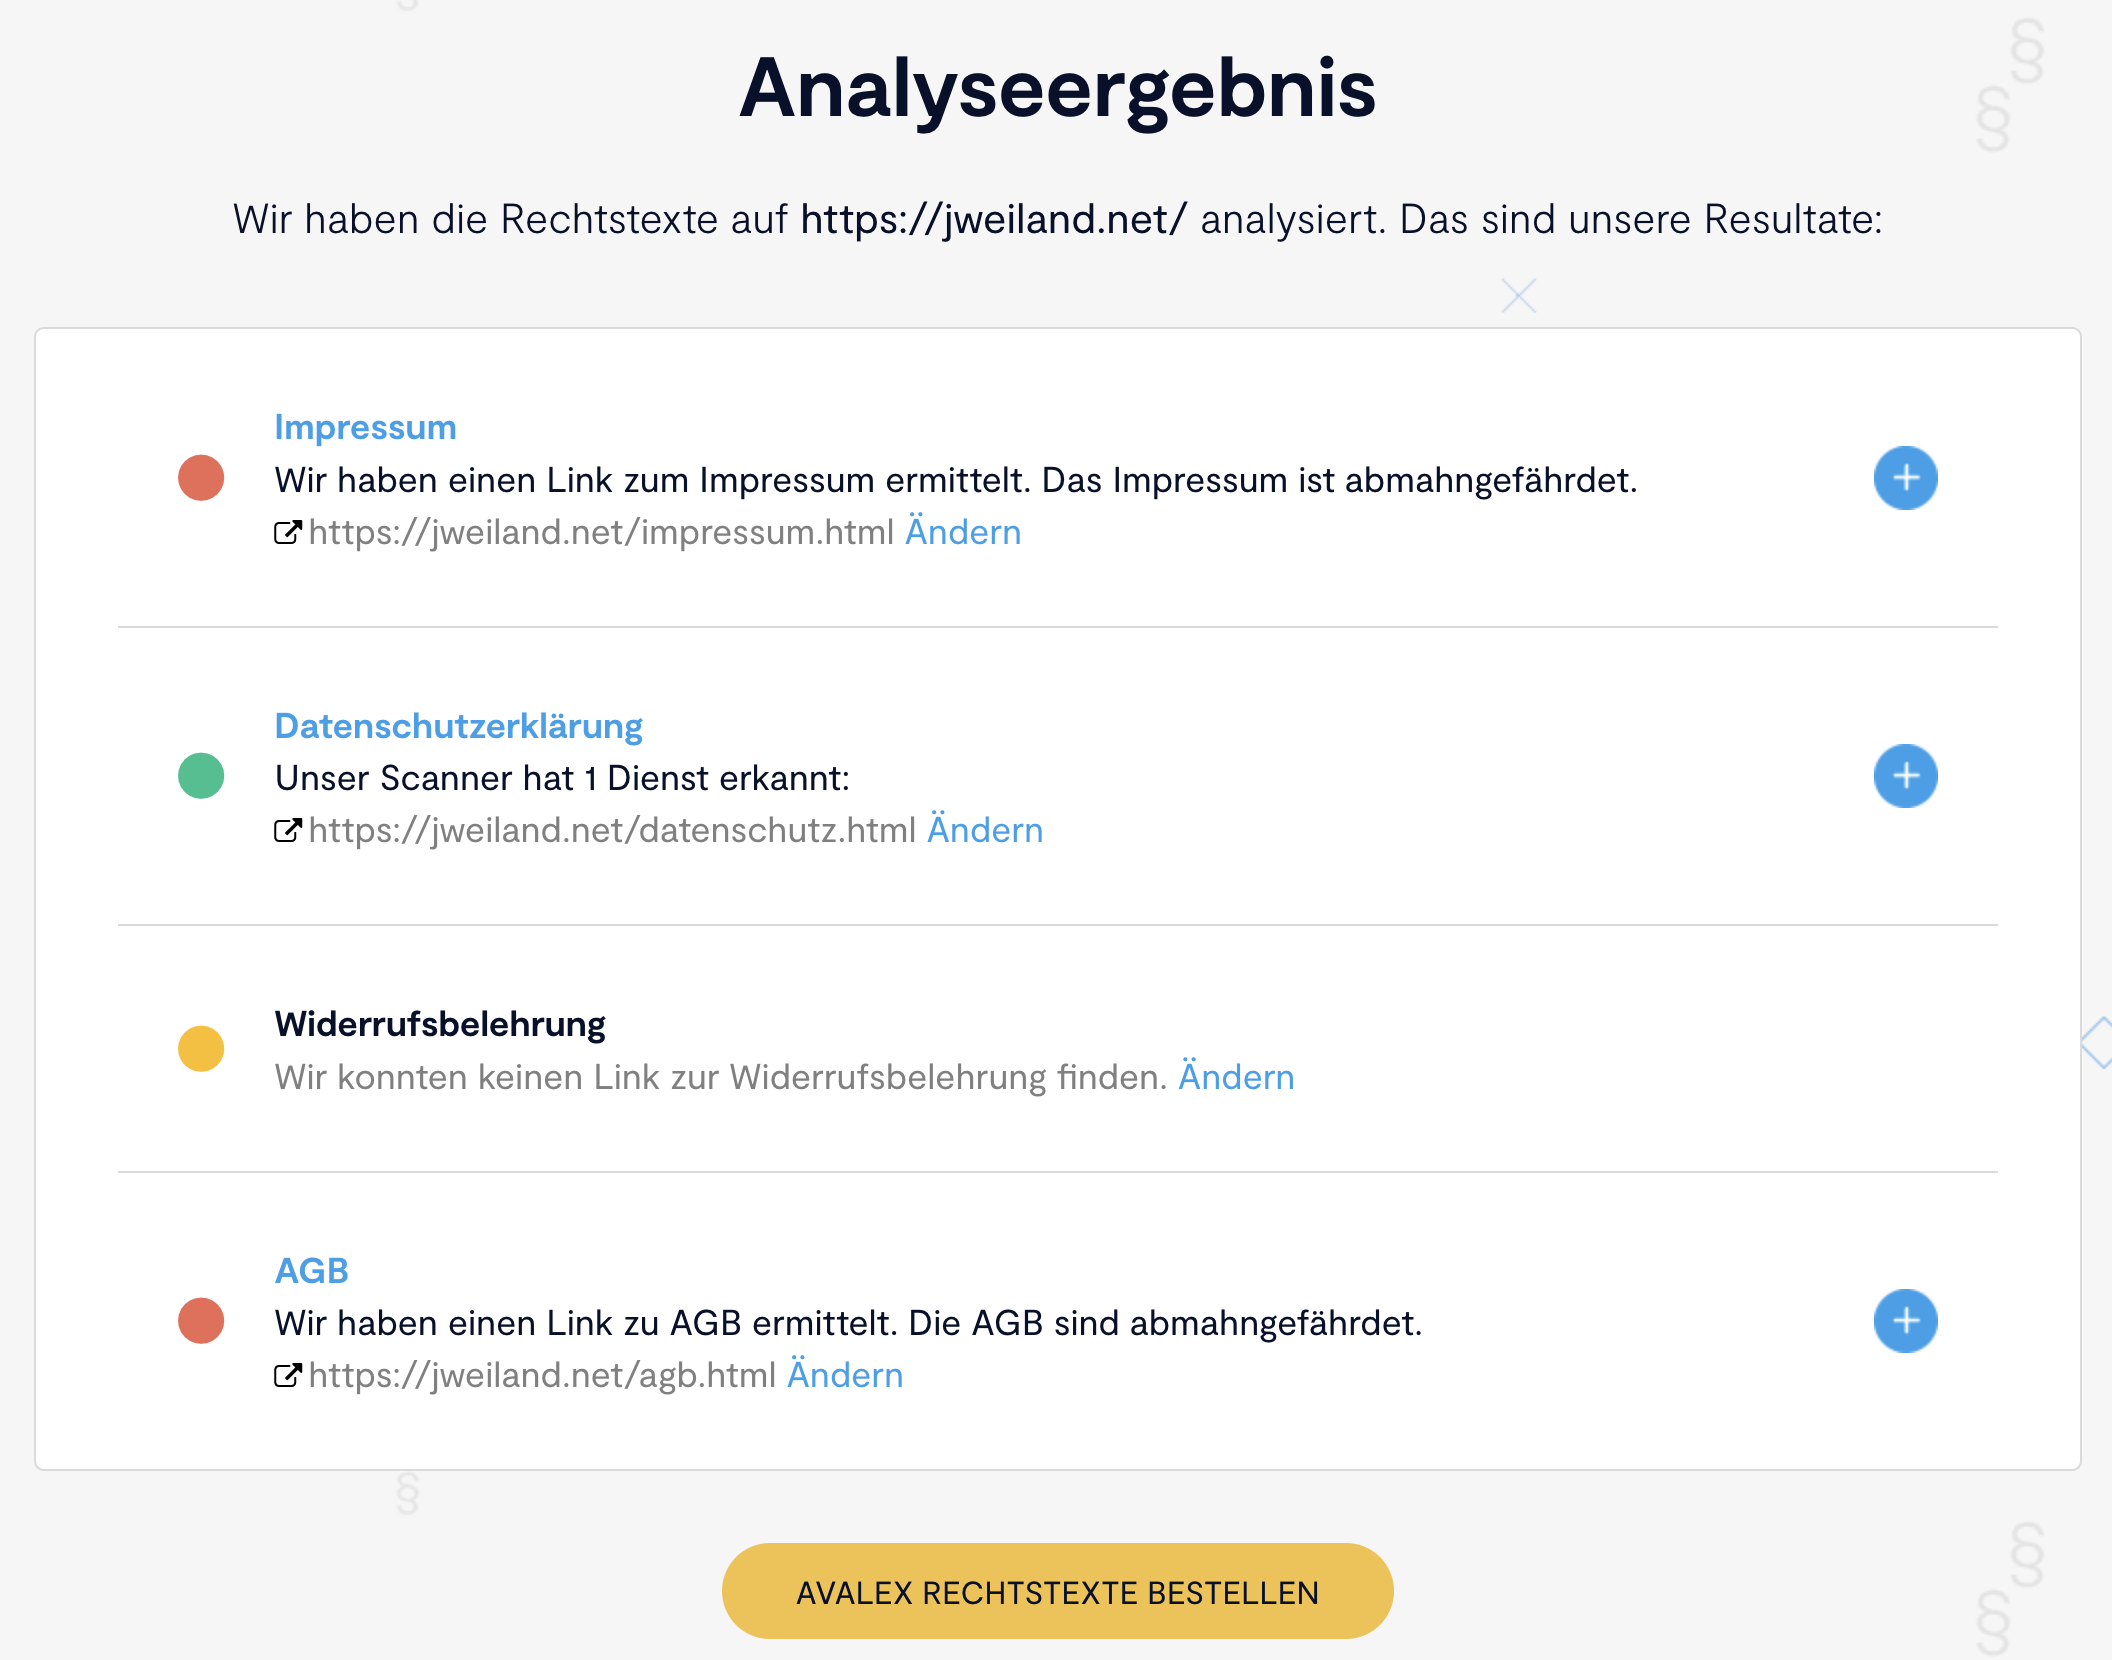 Analyseergebnis
Wir haben die Rechtstexte auf https://jweiland.net/ analysiert. Das sind unsere Resultate:
Impressum
Wir haben einen Link zum Impressum ermittelt. Das Impressum ist abmahngefährdet.
https://jweiland.net/impressum.html Ändern
Datenschutzerklärung
Unser Scanner hat 1 Dienst erkannt:
https://jweiland.net/datenschutz.html Ändern
Widerrufsbelehrung
Wir konnten keinen Link zur Widerrufsbelehrung finden. Ändern
AGB
Wir haben einen Link zu AGB ermittelt. Die AGB sind abmahngefährdet.
https://jweiland.net/agb.html Ändern
AVALEX RECHTSTEXTE BESTELLEN